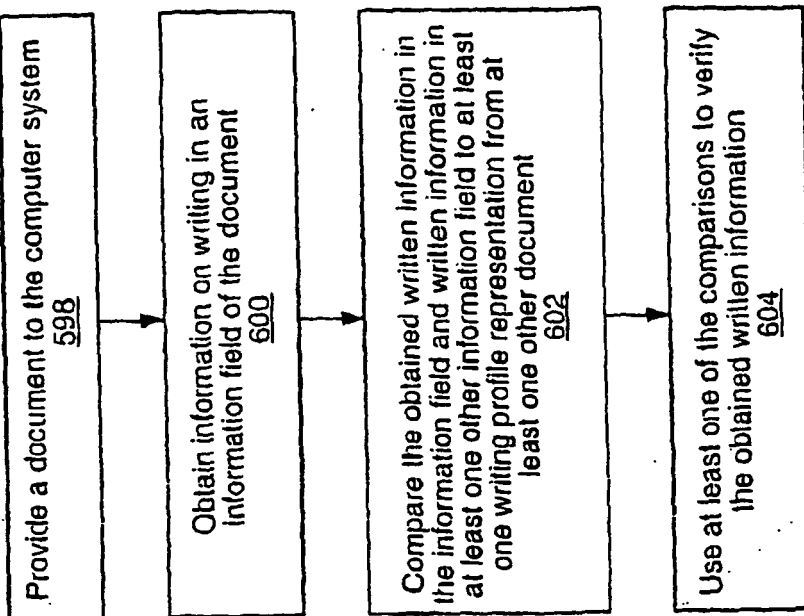 Provide a document to the computer system
598
Obtain information on writing in an
information field of the document
600
Compare the obtained written information in
the information field and written information in
at least one other information field to at least
one writing profile representation from at
least one other document
602
Use at least one of the comparisons to verify
the obtained written information
604